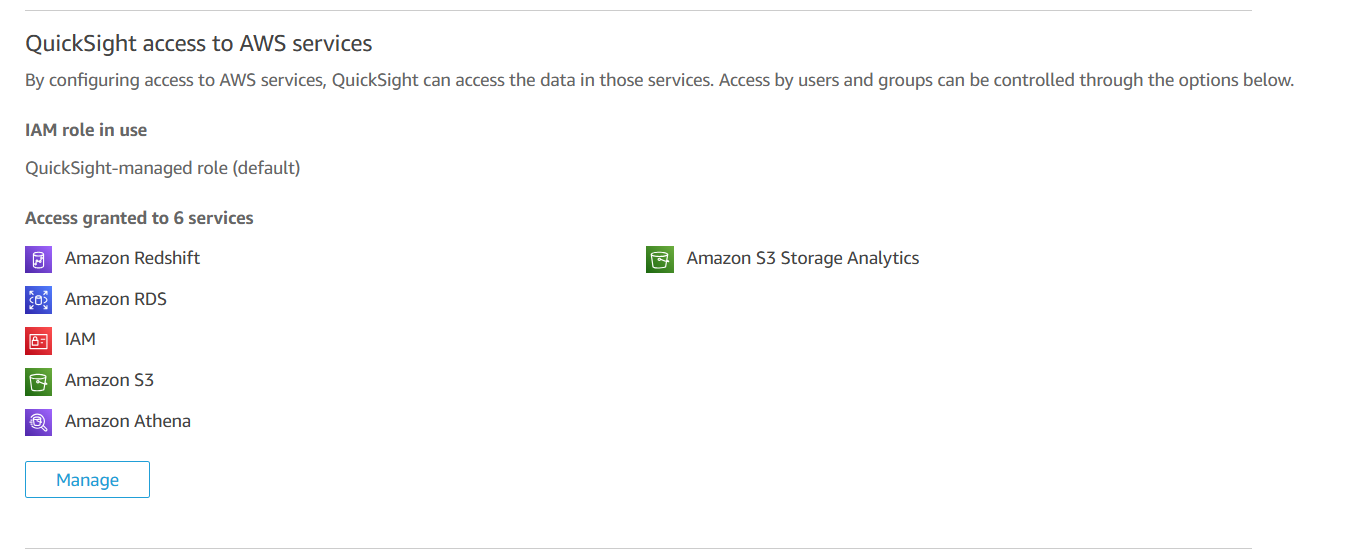 QuickSight access to AWS services
By configuring access to AWS services, QuickSight can access the data in those services. Access by users and groups can be controlled through the options below.
IAM role in use
QuickSight-managed role (default)
Access granted to 6 services
Amazon Redshift
Amazon RDS
IAM
Amazon S3
Amazon Athena
Amazon S3 Storage Analytics
Manage